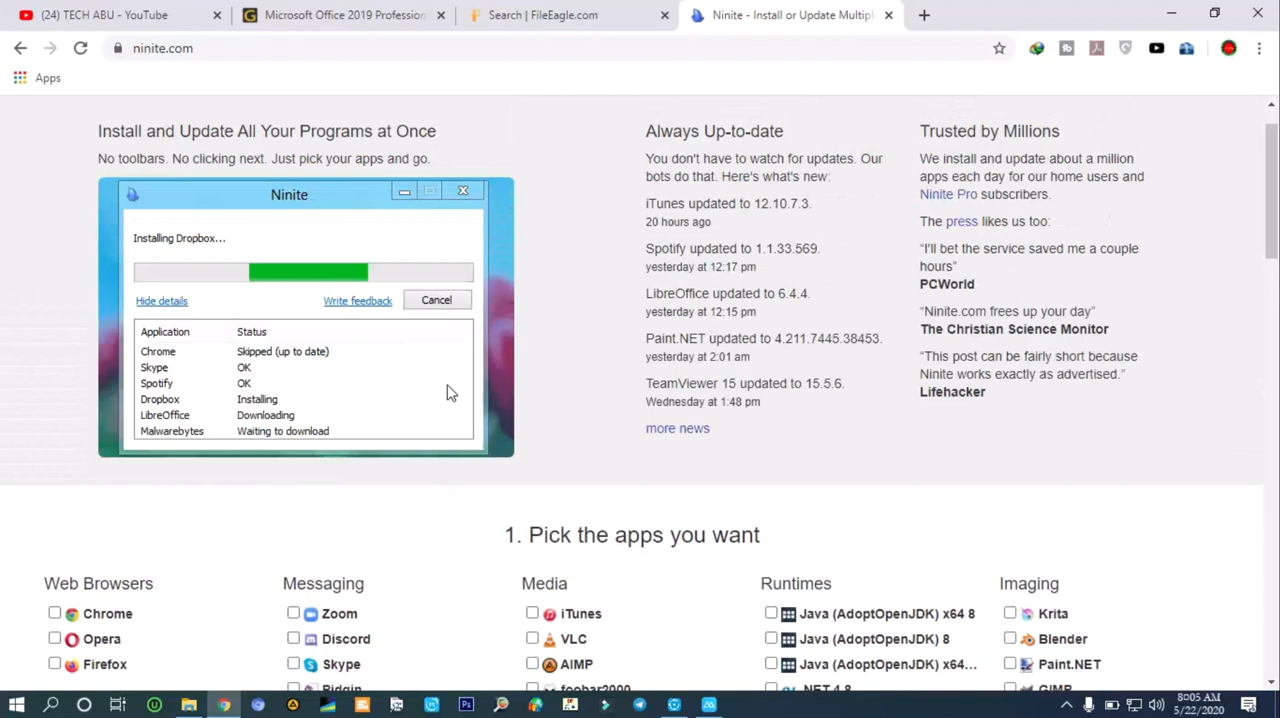 (24) TECH ABU - YouTube
Microsoft Office 2019 Profession
Search | FileEagle.com
Ninite - Install or Update Multipl
ninite.com
Apps
Install and Update All Your Programs at Once
No toolbars. No clicking next. Just pick your apps and go.
Ninite
Installing Dropbox...
Hide details
Write feedback
Cancel
Application Status
Chrome Skipped (up to date)
Skype OK
Spotify OK
Dropbox Installing
LibreOffice Downloading
Malwarebytes Waiting to download
Always Up-to-date
You don't have to watch for updates. Our
bots do that. Here's what's new:
iTunes updated to 12.10.7.3.
20 hours ago
Spotify updated to 1.1.33.569.
yesterday at 12:17 pm
LibreOffice updated to 6.4.4.
yesterday at 12:15 pm
Paint.NET updated to 4.211.7445.38453.
yesterday at 2:01 am
TeamViewer 15 updated to 15.5.6.
Wednesday at 1:48 pm
more news
Trusted by Millions
We install and update about a million
apps each day for our home users and
Ninite Pro subscribers.
The press likes us too:
“I'll bet the service saved me a couple
hours”
PCWorld
“Ninite.com frees up your day”
The Christian Science Monitor
“This post can be fairly short because
Ninite works exactly as advertised.”
Lifehacker
1. Pick the apps you want
Web Browsers
Chrome
Opera
Firefox
Messaging
Zoom
Discord
Skype
Pidgin
Media
iTunes
VLC
AIMP
foobar2000
Runtimes
Java (AdoptOpenJDK) x64 8
Java (AdoptOpenJDK) 8
Java (AdoptOpenJDK) x64...
.NET 4.8
Imaging
Krita
Blender
Paint.NET
GIMP
8:05 AM
5/22/2020